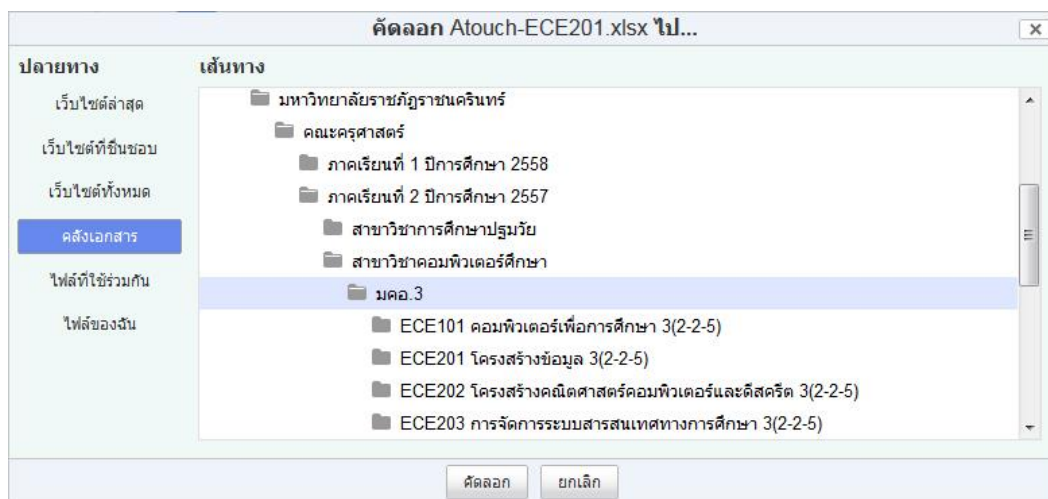 คัดลอก Atouch-ECE201.xlsx ไป...
ปลายทาง
เว็บไซต์ล่าสุด
เว็บไซต์ที่ชื่นชอบ
เว็บไซต์ทั้งหมด
คลังเอกสาร
ไฟล์ที่ใช้ร่วมกัน
ไฟล์ของฉัน
เส้นทาง
มหาวิทยาลัยราชภัฏราชนครินทร์
คณะครุศาสตร์
ภาคเรียนที่ 1 ปีการศึกษา 2558
ภาคเรียนที่ 2 ปีการศึกษา 2557
สาขาวิชาการศึกษาปฐมวัย
สาขาวิชาคอมพิวเตอร์ศึกษา
มคอ.3
ECE101 คอมพิวเตอร์เพื่อการศึกษา 3(2-2-5)
ECE201 โครงสร้างข้อมูล 3(2-2-5)
ECE202 โครงสร้างคณิตศาสตร์คอมพิวเตอร์และดีสครีต 3(2-2-5)
ECE203 การจัดการระบบสารสนเทศทางการศึกษา 3(2-2-5)
คัดลอก
ยกเลิก